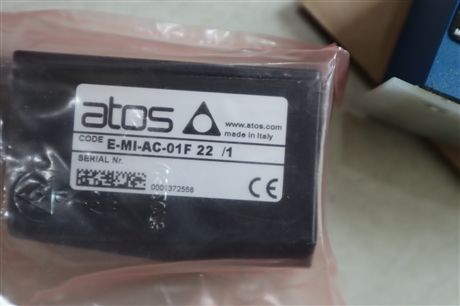 atos
www.atos.com
made in Italy
CODE E-MI-AC-01F 22 /1
SERIAL Nr.
0001372558
CE